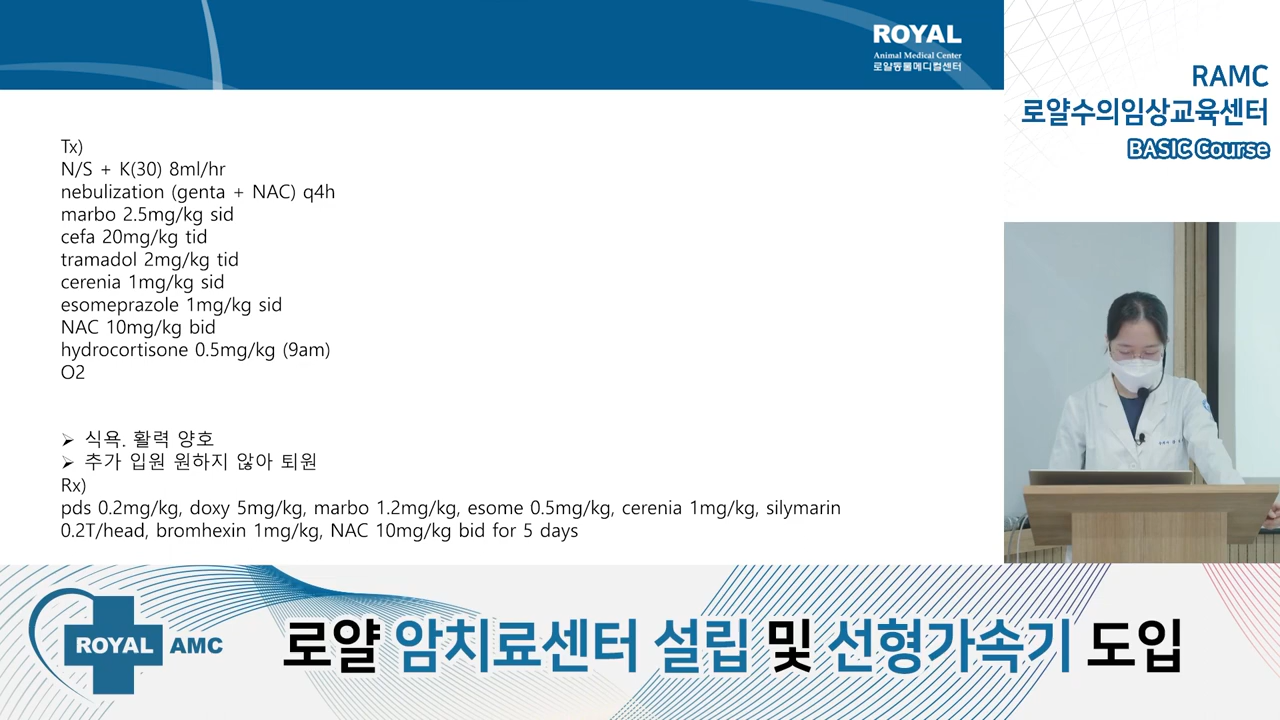 ROYAL
Animal Medical Center
로얄동물메디컬센터
RAMC
로얄수의임상교육센터
BASIC Course
Tx)
N/S + K(30) 8ml/hr
nebulization (genta + NAC) q4h
marbo 2.5mg/kg sid
cefa 20mg/kg tid
tramadol 2mg/kg tid
cerenia 1mg/kg sid
esomeprazole 1mg/kg sid
NAC 10mg/kg bid
hydrocortisone 0.5mg/kg (9am)
O2
➢ 식욕. 활력 양호
➢ 추가 입원 원하지 않아 퇴원
Rx)
pds 0.2mg/kg, doxy 5mg/kg, marbo 1.2mg/kg, esome 0.5mg/kg, cerenia 1mg/kg, silymarin
0.2T/head, bromhexin 1mg/kg, NAC 10mg/kg bid for 5 days
ROYAL AMC
로얄 암치료센터 설립 및 선형가속기 도입